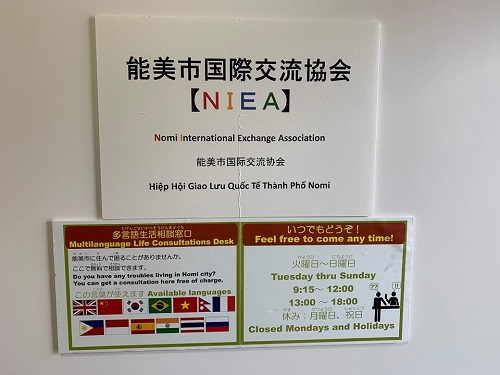 能美市国際交流協会
【NIEA】
Nomi International Exchange Association
能美市国际交流协会
Hiệp Hội Giao Lưu Quốc Tế Thành Phố Nomi
多言語生活相談窓口
Multilanguage Life Consultations Desk
能美市に住んで困ることがありませんか。
ここで無料で相談できます。
Do you have any troubles living in Nomi city?
You can get a consultation here free of charge.
この言葉が使えます Available languages
いつでもどうぞ!
Feel free to come any time!
火曜日~日曜日
Tuesday thru Sunday
9:15~ 12:00
13:00 ~ 18:00
休み:月曜日、祝日
Closed Mondays and Holidays